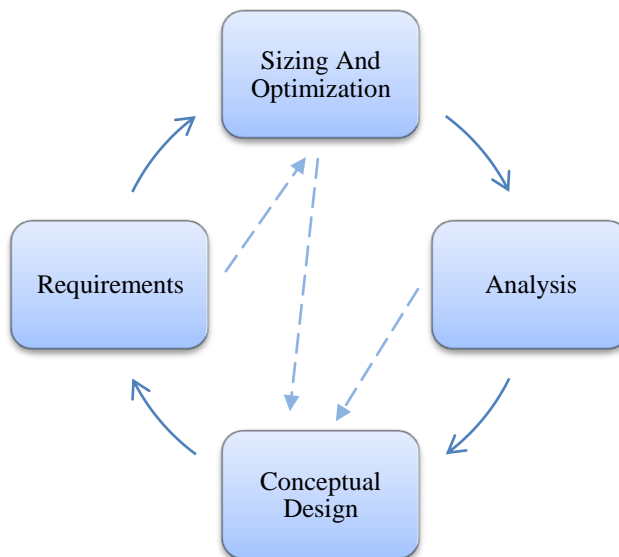 Sizing And
Optimization
Requirements
Analysis
Conceptual
Design